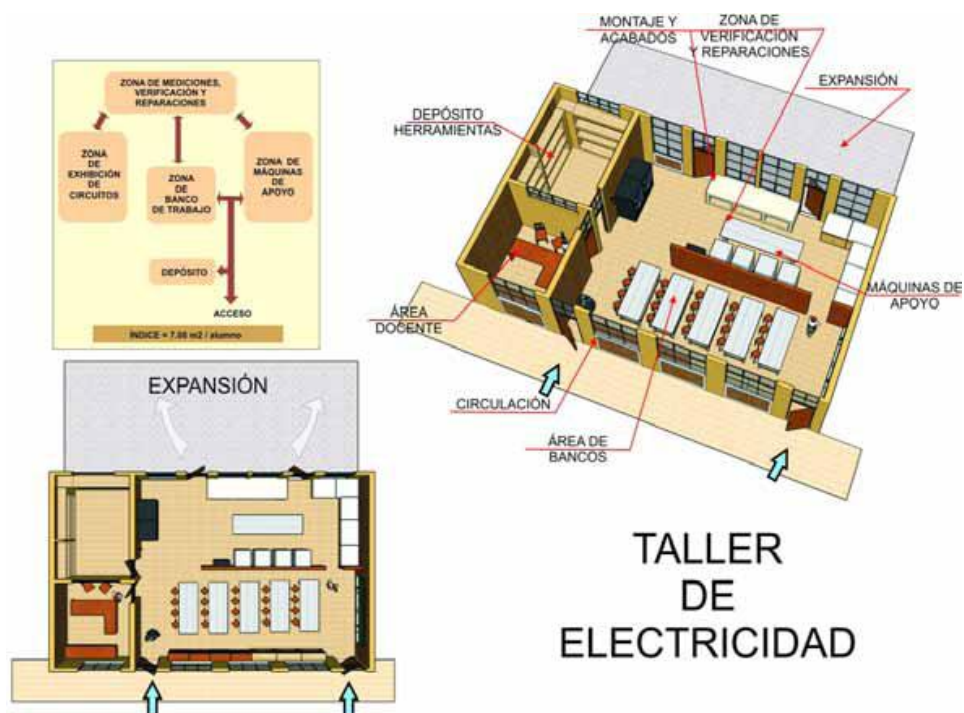 ZONA DE MEDICIONES,
VERIFICACIÓN Y
REPARACIONES
ZONA
DE
EXHIBICIÓN
DE
CIRCUÍTOS
ZONA
DE
BANCO
DE TRABAJO
ZONA DE
MÁQUINAS
DE
APOYO
DEPÓSITO
ACCESO
MONTAJE Y
ACABADOS
ZONA DE
VERIFICACIÓN
Y REPARACIONES
EXPANSIÓN
DEPÓSITO
HERRAMIENTAS
MÁQUINAS DE
APOYO
ÁREA
DOCENTE
CIRCULACIÓN
ÁREA DE
BANCOS
EXPANSIÓN
TALLER
DE
ELECTRICIDAD